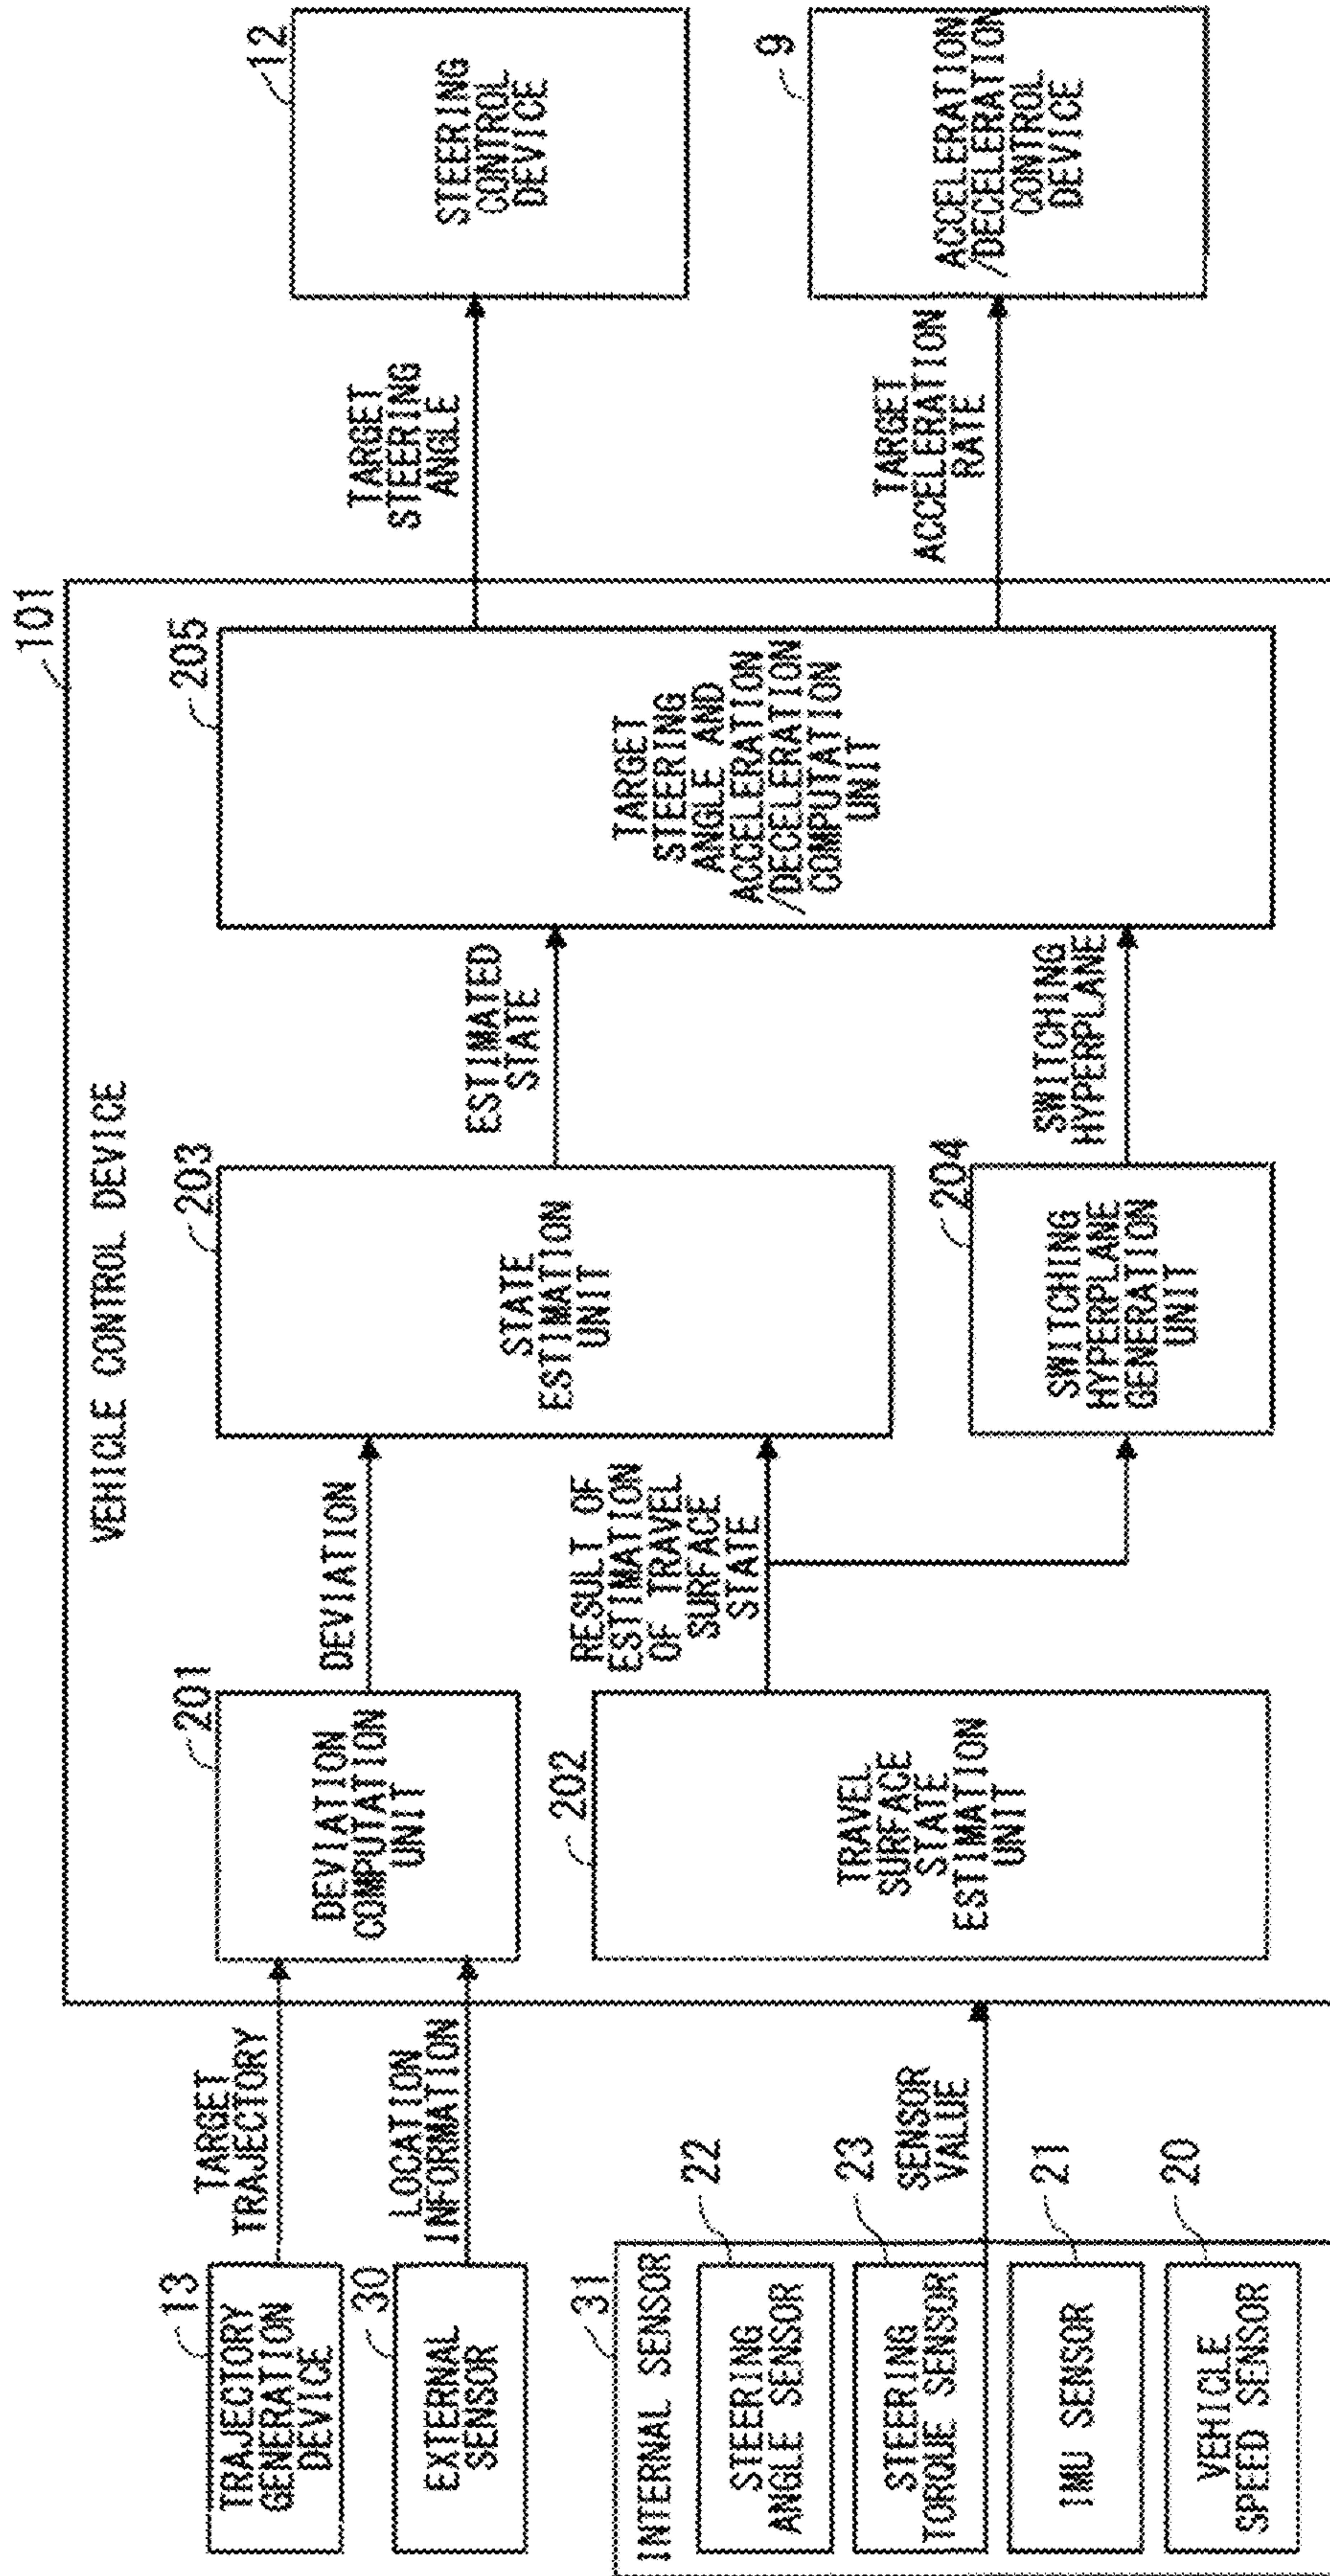 13
TRAJECTORY
GENERATION
DEVICE
TARGET
TRAJECTORY
30
EXTERNAL
SENSOR
LOCATION
INFORMATION
31
INTERNAL SENSOR
STEERING
ANGLE SENSOR
22
STEERING
TORQUE SENSOR
23
IMU SENSOR
21
VEHICLE
SPEED SENSOR
20
SENSOR
VALUE
VEHICLE CONTROL DEVICE
101
201
DEVIATION
COMPUTATION
UNIT
DEVIATION
202
TRAVEL
SURFACE
STATE
ESTIMATION
UNIT
RESULT OF
ESTIMATION
OF TRAVEL
SURFACE
STATE
203
STATE
ESTIMATION
UNIT
ESTIMATED
STATE
204
SWITCHING
HYPERPLANE
GENERATION
UNIT
SWITCHING
HYPERPLANE
205
TARGET
STEERING
ANGLE AND
ACCELERATION
/DECELERATION
COMPUTATION
UNIT
TARGET
STEERING
ANGLE
12
STEERING
CONTROL
DEVICE
TARGET
ACCELERATION
RATE
9
ACCELERATION
/DECELERATION
CONTROL
DEVICE